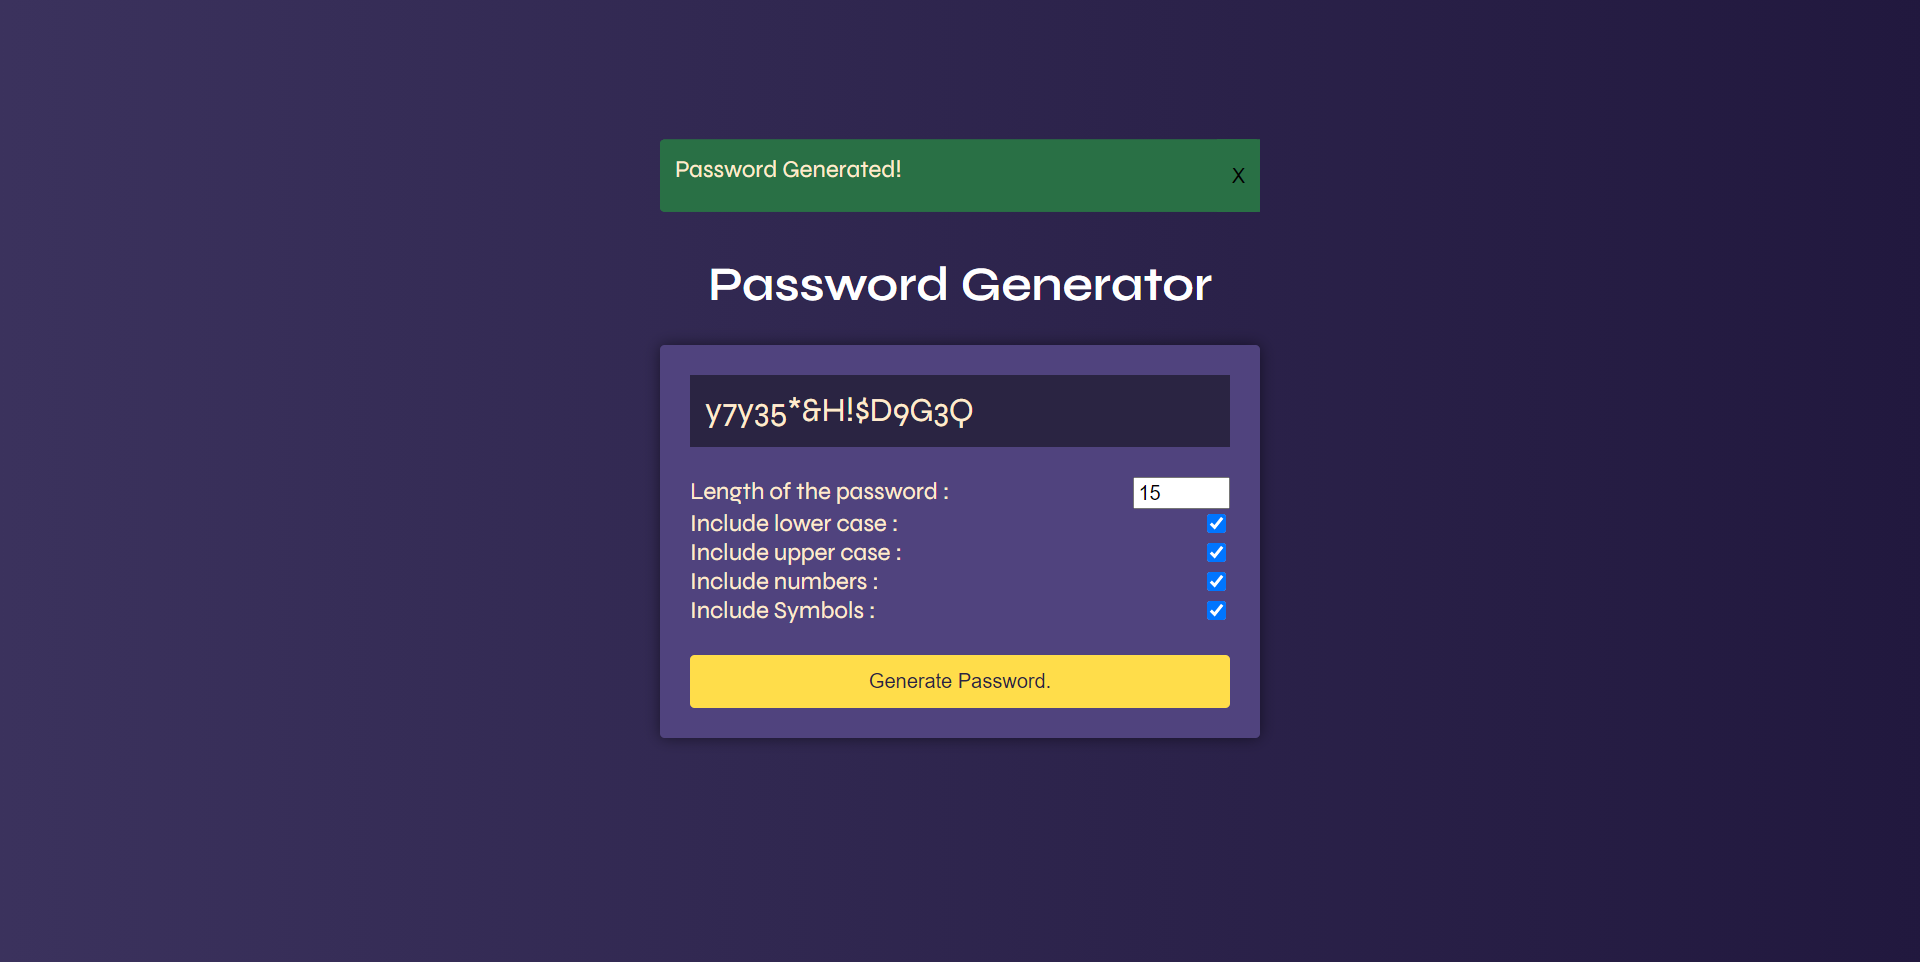 Password Generated!
X
Password Generator
y7y35*&H!$D9G3Q
Length of the password :
15
Include lower case :
Include upper case :
Include numbers :
Include Symbols :
Generate Password.